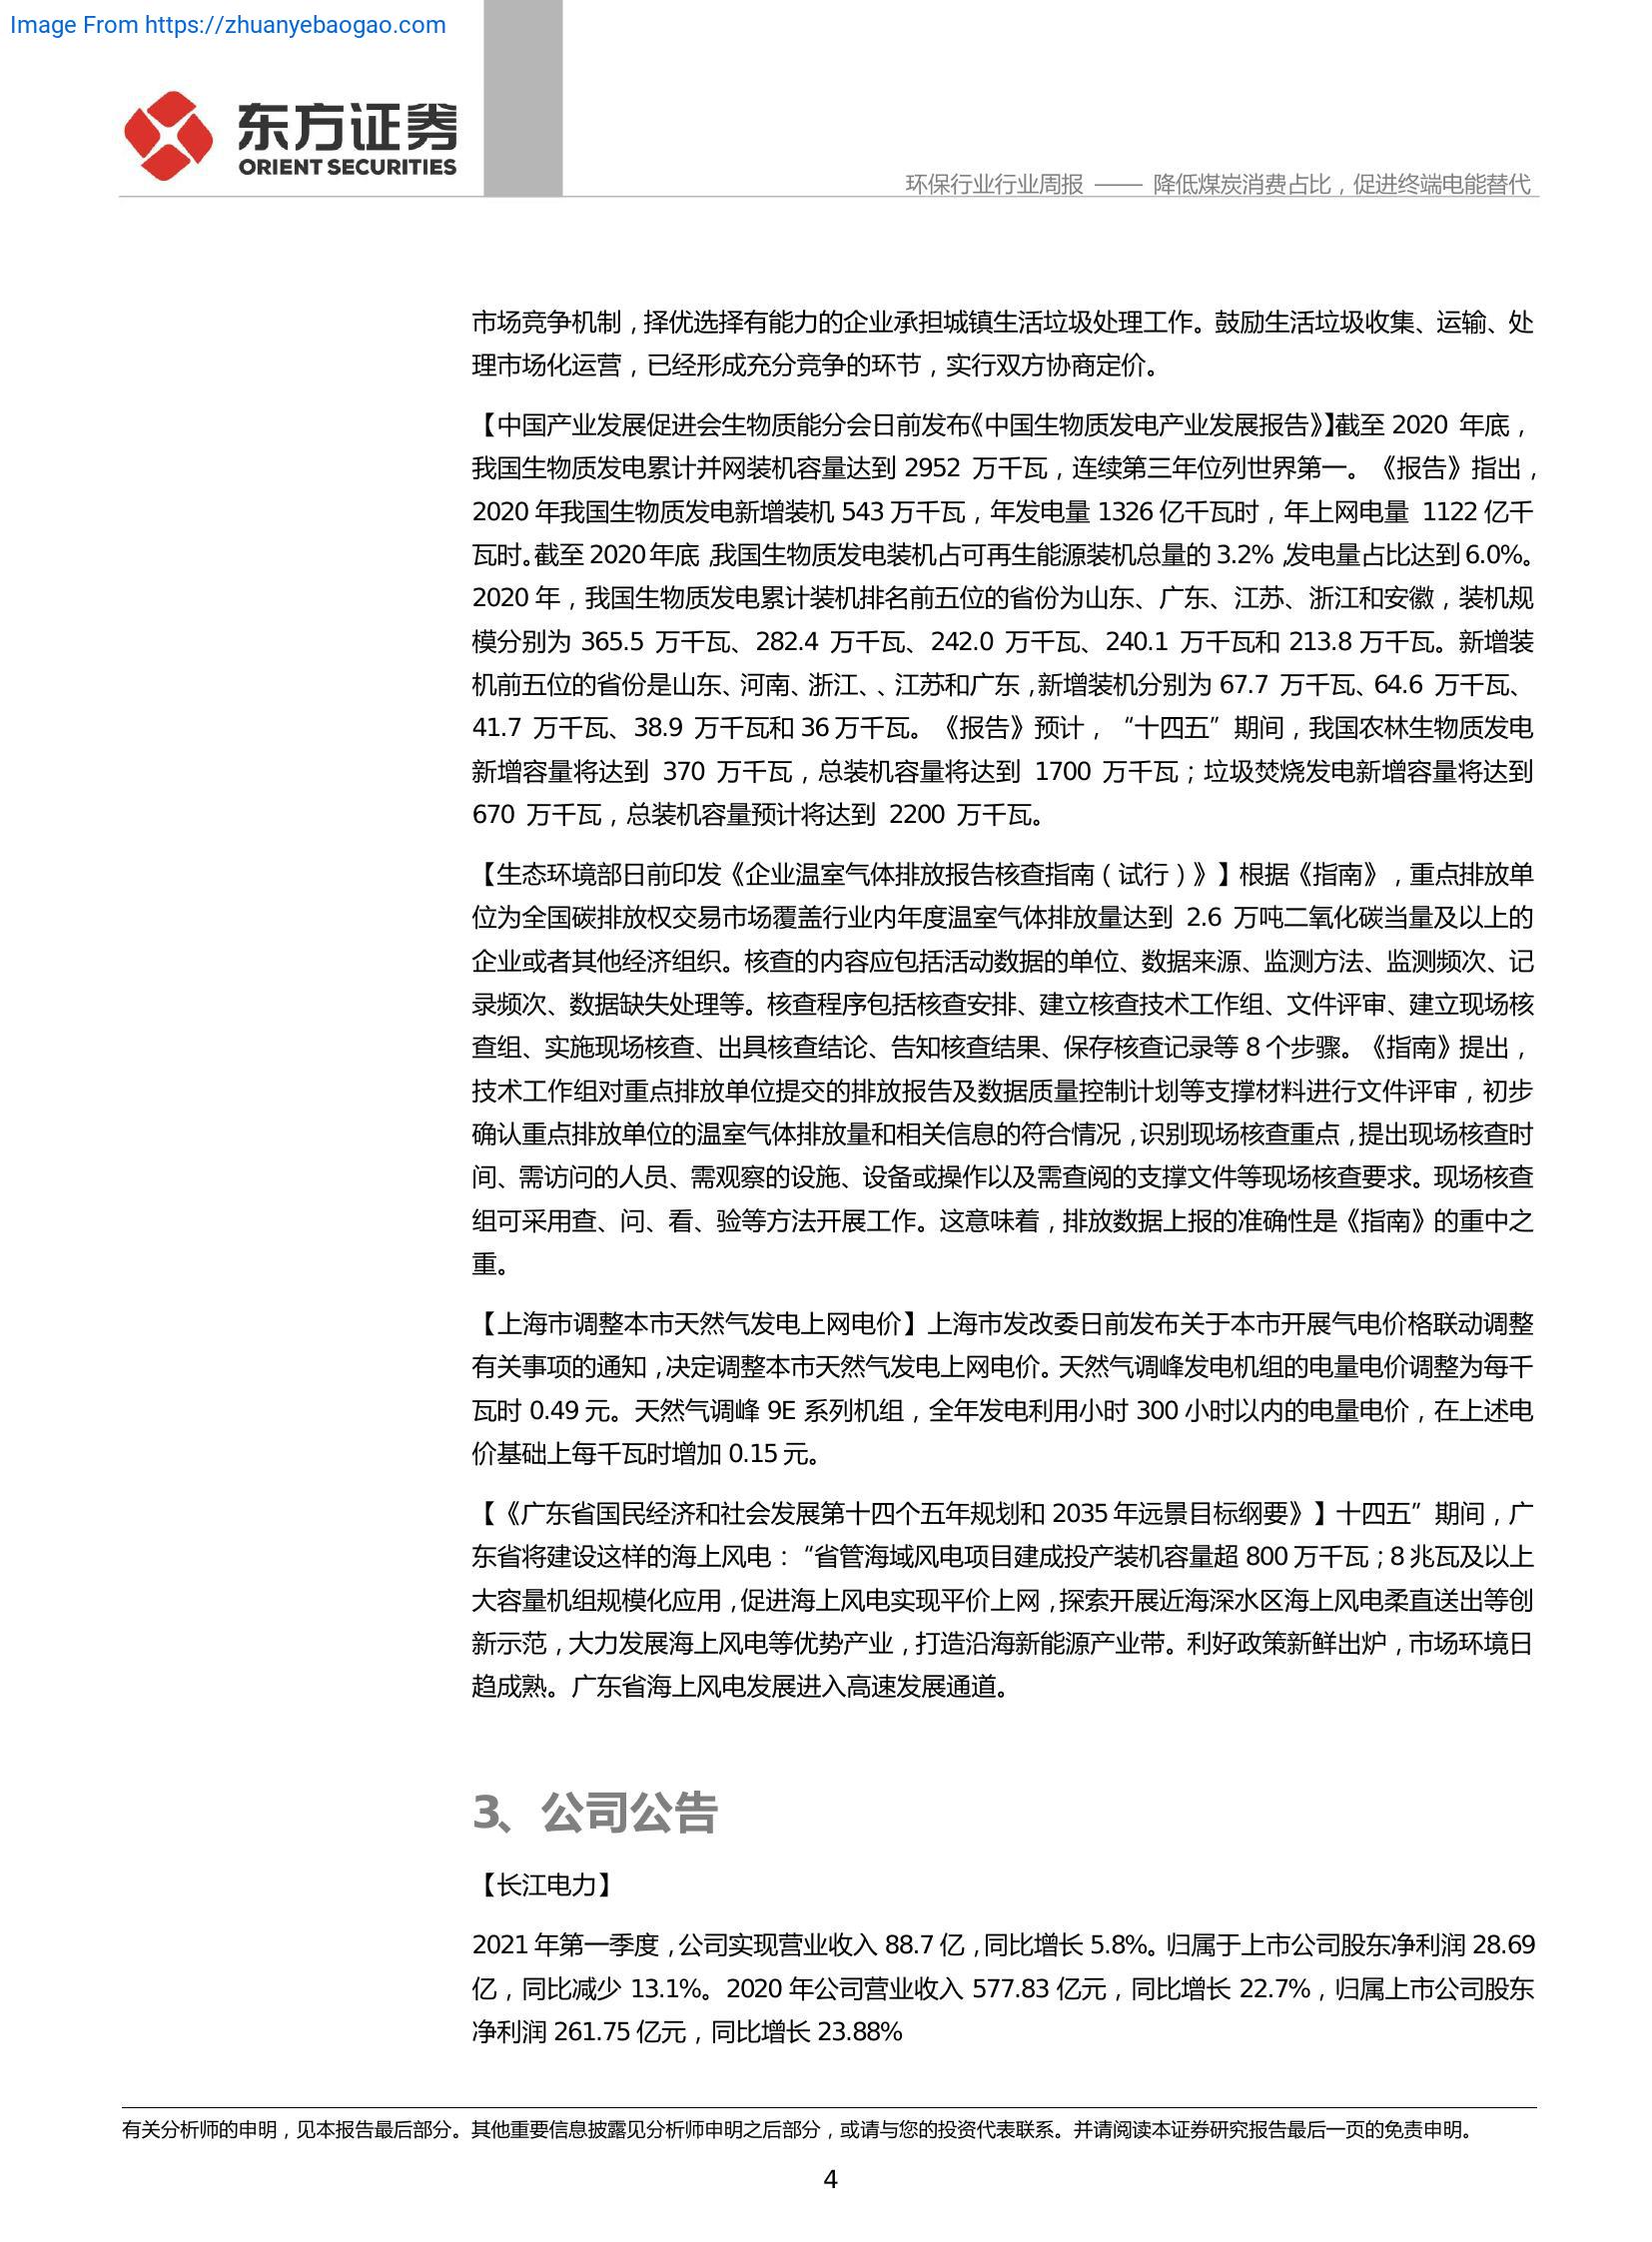 Image From https://zhuanyebaogao.com
东方证券
ORIENT SECURITIES
环保行业行业周报 —— 降低煤炭消费占比，促进终端电能替代
市场竞争机制，择优选择有能力的企业承担城镇生活垃圾处理工作。鼓励生活垃圾收集、运输、处
理市场化运营，已经形成充分竞争的环节，实行双方协商定价。
【中国产业发展促进会生物质能分会日前发布《中国生物质发电产业发展报告》】截至 2020 年底，
我国生物质发电累计并网装机容量达到 2952 万千瓦，连续第三年位列世界第一。《报告》指出，
2020 年我国生物质发电新增装机 543 万千瓦，年发电量 1326 亿千瓦时，年上网电量 1122 亿千
瓦时。截至 2020 年底，我国生物质发电装机占可再生能源装机总量的 3.2%，发电量占比达到 6.0%。
2020 年，我国生物质发电累计装机排名前五位的省份为山东、广东、江苏、浙江和安徽，装机规
模分别为 365.5 万千瓦、282.4 万千瓦、242.0 万千瓦、240.1 万千瓦和 213.8 万千瓦。新增装
机前五位的省份是山东、河南、浙江、、江苏和广东，新增装机分别为 67.7 万千瓦、64.6 万千瓦、
41.7 万千瓦、38.9 万千瓦和 36 万千瓦。《报告》预计，“十四五”期间，我国农林生物质发电
新增容量将达到 370 万千瓦，总装机容量将达到 1700 万千瓦；垃圾焚烧发电新增容量将达到
670 万千瓦，总装机容量预计将达到 2200 万千瓦。
【生态环境部日前印发《企业温室气体排放报告核查指南（试行）》】根据《指南》，重点排放单
位为全国碳排放权交易市场覆盖行业内年度温室气体排放量达到 2.6 万吨二氧化碳当量及以上的
企业或者其他经济组织。核查的内容应包括活动数据的单位、数据来源、监测方法、监测频次、记
录频次、数据缺失处理等。核查程序包括核查安排、建立核查技术工作组、文件评审、建立现场核
查组、实施现场核查、出具核查结论、告知核查结果、保存核查记录等 8 个步骤。《指南》提出，
技术工作组对重点排放单位提交的排放报告及数据质量控制计划等支撑材料进行文件评审，初步
确认重点排放单位的温室气体排放量和相关信息的符合情况，识别现场核查重点，提出现场核查时
间、需访问的人员、需观察的设施、设备或操作以及需查阅的支撑文件等现场核查要求。现场核查
组可采用查、问、看、验等方法开展工作。这意味着，排放数据上报的准确性是《指南》的重中之
重。
【上海市调整本市天然气发电上网电价】上海市发改委日前发布关于本市开展气电价格联动调整
有关事项的通知，决定调整本市天然气发电上网电价。天然气调峰发电机组的电量电价调整为每千
瓦时 0.49 元。天然气调峰 9E 系列机组，全年发电利用小时 300 小时以内的电量电价，在上述电
价基础上每千瓦时增加 0.15 元。
【《广东省国民经济和社会发展第十四个五年规划和 2035 年远景目标纲要》】十四五”期间，广
东省将建设这样的海上风电：“省管海域风电项目建成投产装机容量超 800 万千瓦；8 兆瓦及以上
大容量机组规模化应用，促进海上风电实现平价上网，探索开展近海深水区海上风电柔直送出等创
新示范，大力发展海上风电等优势产业，打造沿海新能源产业带。利好政策新鲜出炉，市场环境日
趋成熟。广东省海上风电发展进入高速发展通道。
3、公司公告
【长江电力】
2021 年第一季度，公司实现营业收入 88.7 亿，同比增长 5.8%。归属于上市公司股东净利润 28.69
亿，同比减少 13.1%。2020 年公司营业收入 577.83 亿元，同比增长 22.7%，归属上市公司股东
净利润 261.75 亿元，同比增长 23.88%
有关分析师的申明，见本报告最后部分。其他重要信息披露见分析师申明之后部分，或请与您的投资代表联系。并请阅读本证券研究报告最后一页的免责申明。
4